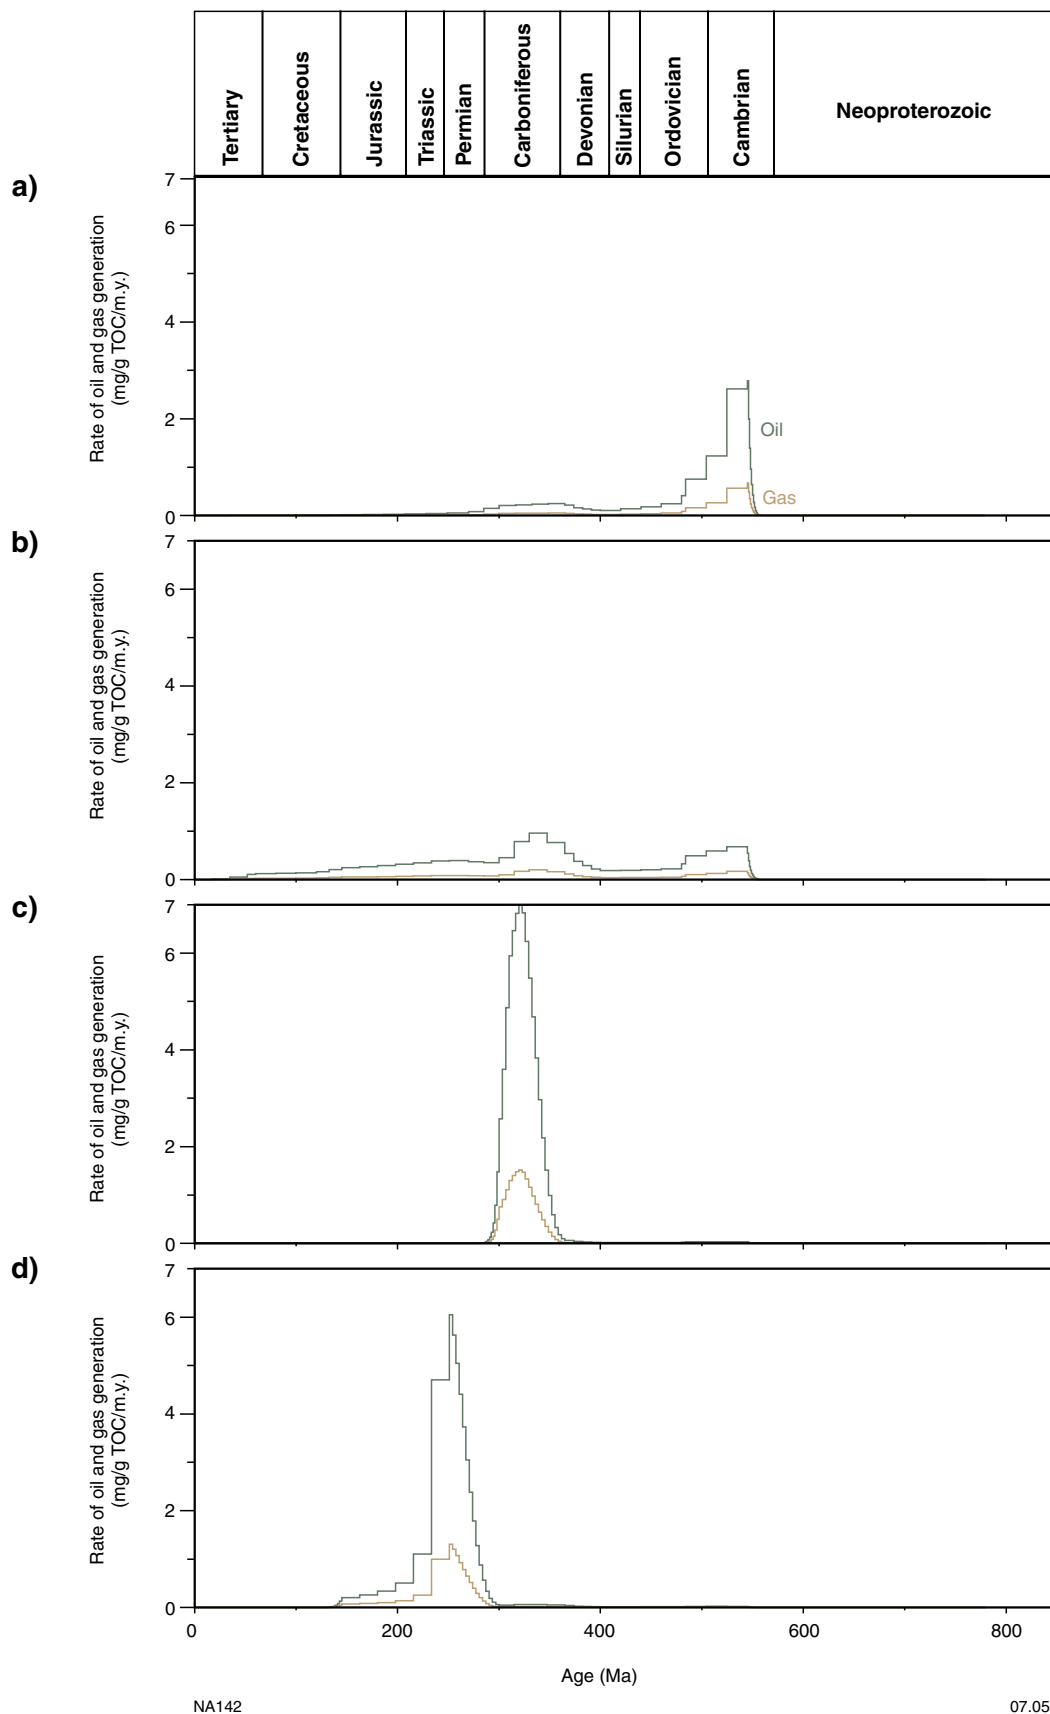 Tertiary
Cretaceous
Jurassic
Triassic
Permian
Carboniferous
Devonian
Silurian
Ordovician
Cambrian
Neoproterozoic
a)
Rate of oil and gas generation
(mg/g TOC/m.y.)
7
6
4
2
0
Oil
Gas
b)
Rate of oil and gas generation
(mg/g TOC/m.y.)
7
6
4
2
0
c)
Rate of oil and gas generation
(mg/g TOC/m.y.)
7
6
4
2
0
d)
Rate of oil and gas generation
(mg/g TOC/m.y.)
7
6
4
2
0
0 200 400 600 800
Age (Ma)
NA142 07.05